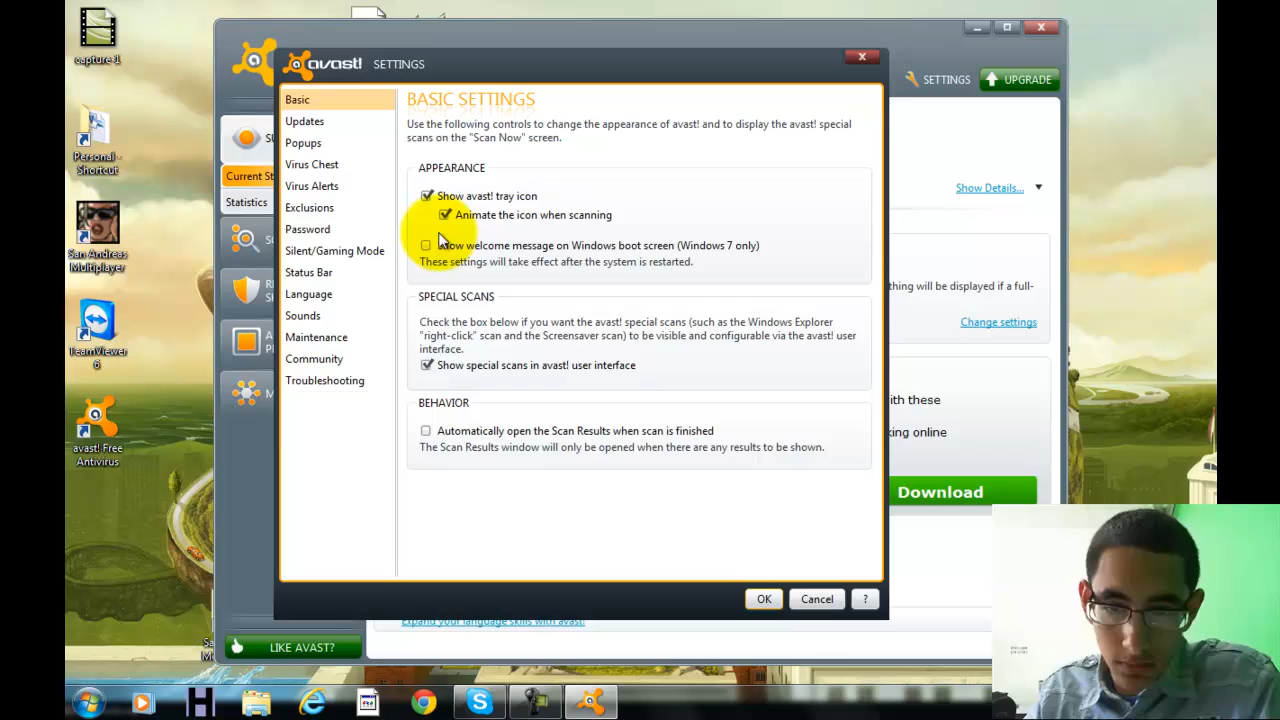 capture-1
Personal -
Shortcut
San Andreas
Multiplayer
TeamViewer
6
avast! Free
Antivirus
avast! SETTINGS
SETTINGS
UPGRADE
Current St
Statistics
Basic
Updates
Popups
Virus Chest
Virus Alerts
Exclusions
Password
Silent/Gaming Mode
Status Bar
Language
Sounds
Maintenance
Community
Troubleshooting
BASIC SETTINGS
Use the following controls to change the appearance of avast! and to display the avast! special
scans on the "Scan Now" screen.
APPEARANCE
Show avast! tray icon
Animate the icon when scanning
welcome message on Windows boot screen (Windows 7 only)
These settings will take effect after the system is restarted.
SPECIAL SCANS
Check the box below if you want the avast! special scans (such as the Windows Explorer
"right-click" scan and the Screensaver scan) to be visible and configurable via the avast! user
interface.
Show special scans in avast! user interface
BEHAVIOR
Automatically open the Scan Results when scan is finished
The Scan Results window will only be opened when there are any results to be shown.
OK
Cancel
?
Show Details...
thing will be displayed if a full-
Change settings
with these
king online
Download
Expand your language skills with avast!
LIKE AVAST?